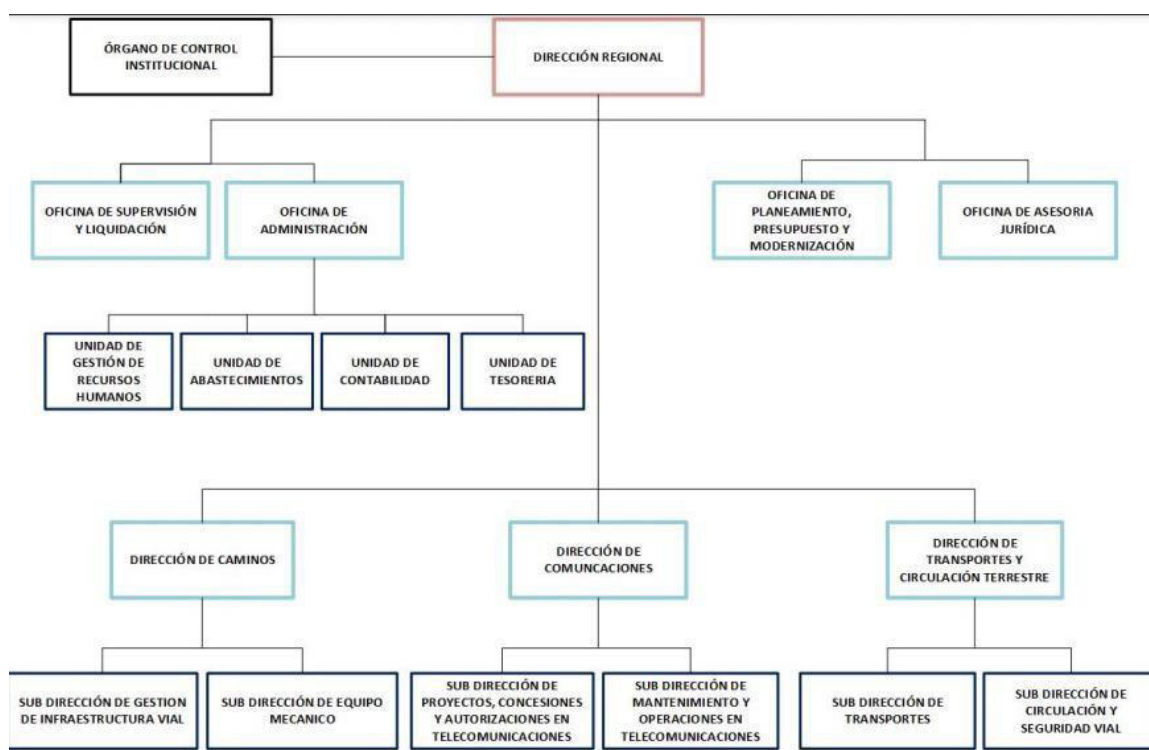 ÓRGANO DE CONTROL
INSTITUCIONAL
DIRECCIÓN REGIONAL
OFICINA DE SUPERVISIÓN
Y LIQUIDACIÓN
OFICINA DE
ADMINISTRACIÓN
OFICINA DE
PLANEAMIENTO,
PRESUPUESTO Y
MODERNIZACIÓN
OFICINA DE ASESORIA
JURÍDICA
UNIDAD DE
GESTIÓN DE
RECURSOS
HUMANOS
UNIDAD DE
ABASTECIMIENTOS
UNIDAD DE
CONTABILIDAD
UNIDAD DE
TESORERIA
DIRECCIÓN DE CAMINOS
DIRECCIÓN DE
COMUNCACIONES
DIRECCIÓN DE
TRANSPORTES Y
CIRCULACIÓN TERRESTRE
SUB DIRECCIÓN DE GESTION
DE INFRAESTRUCTURA VIAL
SUB DIRECCIÓN DE EQUIPO
MECANICO
SUB DIRECCIÓN DE
PROYECTOS, CONCESIONES
Y AUTORIZACIONES EN
TELECOMUNICACIONES
SUB DIRECCIÓN DE
MANTENIMIENTO Y
OPERACIONES EN
TELECOMUNICACIONES
SUB DIRECCIÓN DE
TRANSPORTES
SUB DIRECCIÓN DE
CIRCULACIÓN Y
SEGURIDAD VIAL